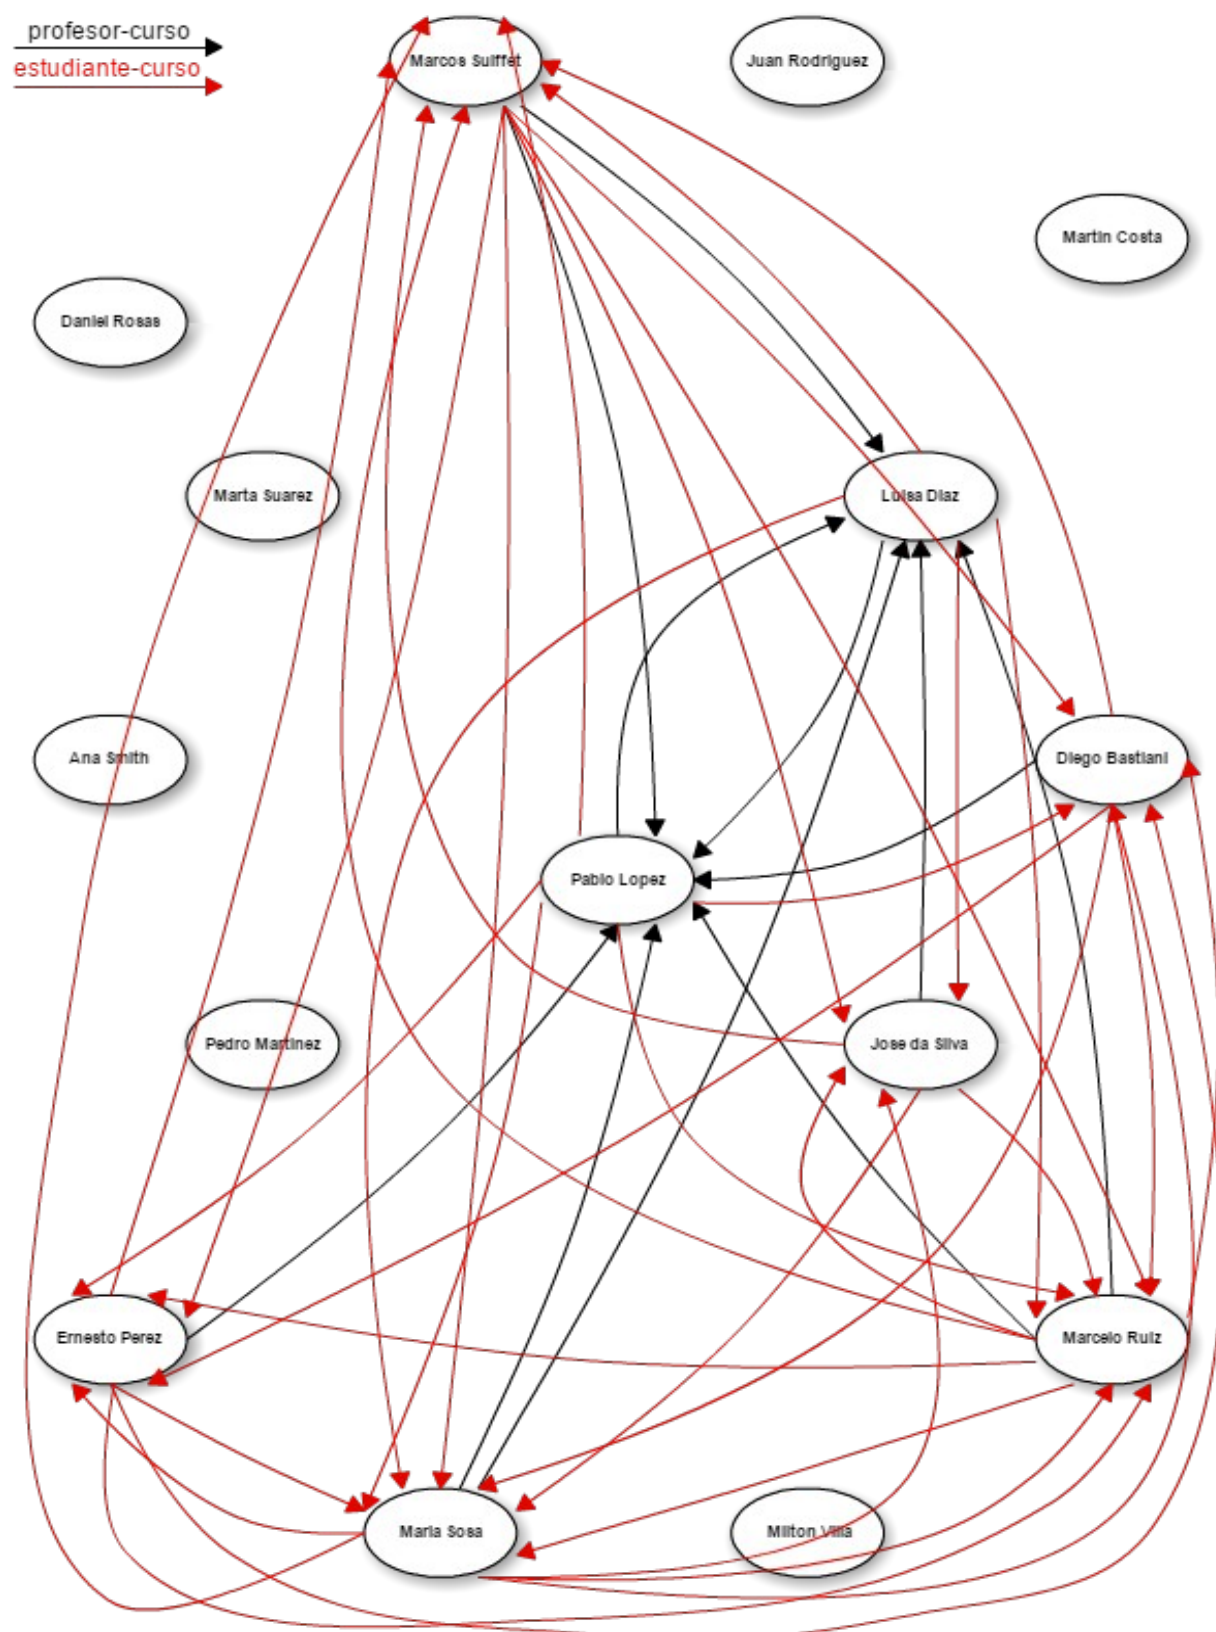 profesor-curso
estudiante-curso
Marcos Suiffet
Juan Rodriguez
Martin Costa
Daniel Rosas
Marta Suarez
Luisa Diaz
Ana Smith
Diego Bastiani
Pablo Lopez
Pedro Martinez
Jose da Silva
Ernesto Perez
Marcelo Ruiz
Maria Sosa
Milton Villa